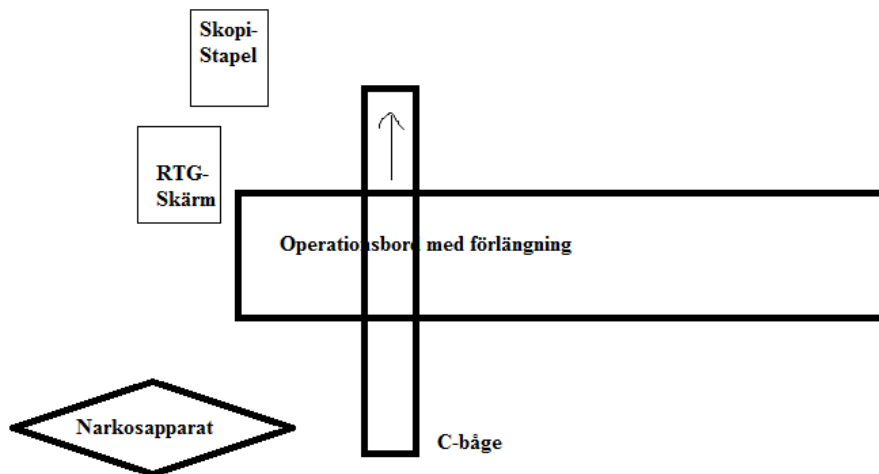 Skopi-
Stapel
RTG-
Skärm
Operationsbord med förlängning
Narkosapparat
C-båge